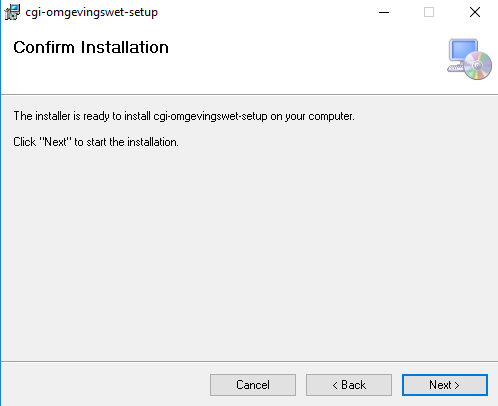 cgi-omgevingswet-setup
Confirm Installation
The installer is ready to install cgi-omgevingswet-setup on your computer.
Click "Next" to start the installation.
Cancel
< Back
Next >